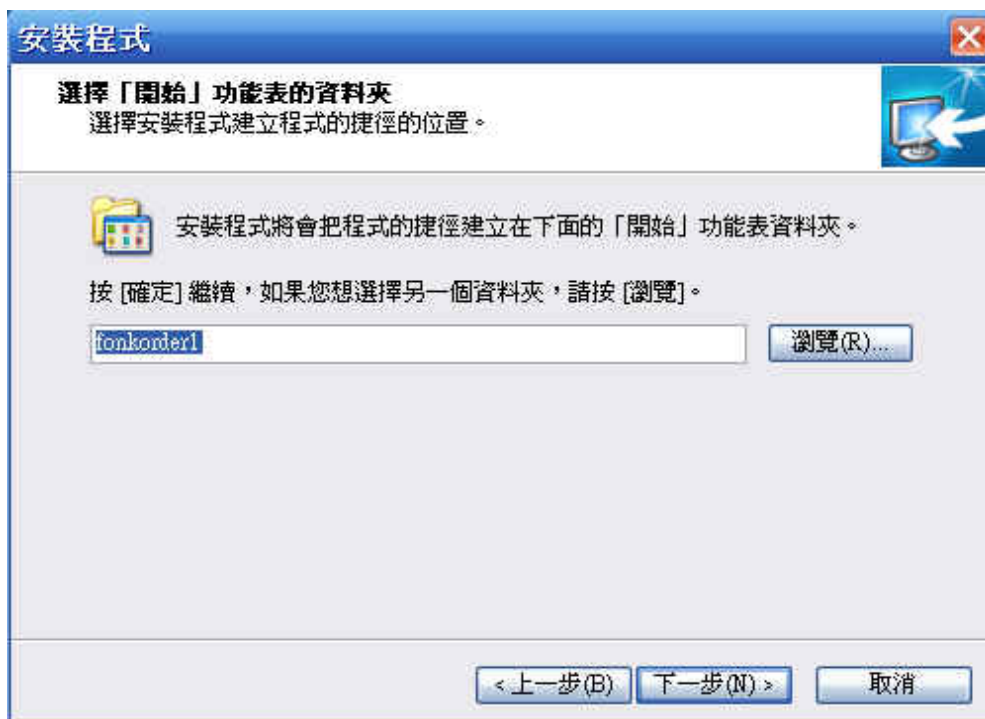 安裝程式
選擇「開始」功能表的資料夾
選擇安裝程式建立程式的捷徑的位置。
安裝程式將會把程式的捷徑建立在下面的「開始」功能表資料夾。
按 [確定] 繼續，如果您想選擇另一個資料夾，請按 [瀏覽]。
fonkorder1
瀏覽(R)...
<上一步(B)
下一步(N) >
取消